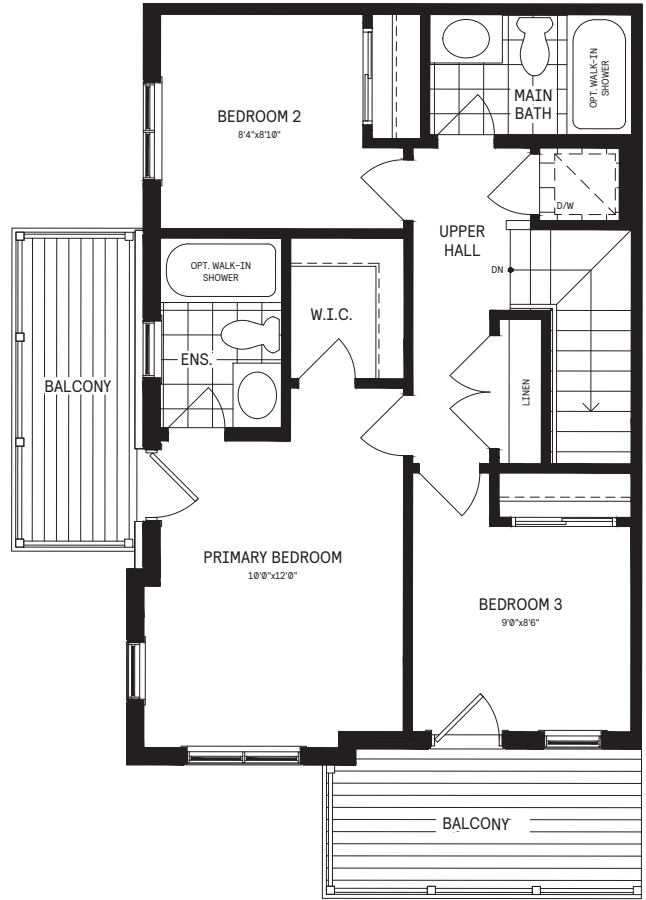 BEDROOM 2
8'4"x8'10"
MAIN
BATH
OPT. WALK-IN
SHOWER
D/W
UPPER
HALL
DN
OPT. WALK-IN
SHOWER
W.I.C.
ENS.
BALCONY
LINEN
PRIMARY BEDROOM
10'0"x12'0"
BEDROOM 3
9'0"x8'6"
BALCONY